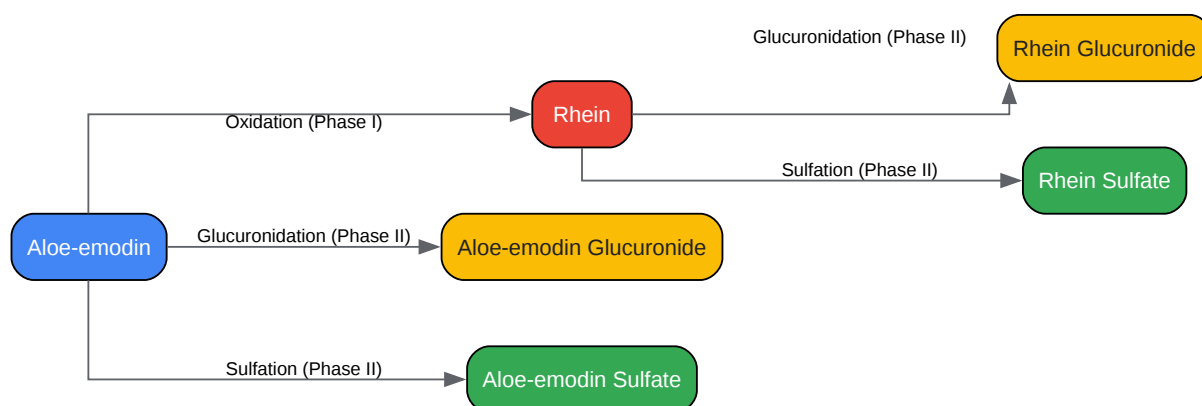 Glucuronidation (Phase II)
Rhein Glucuronide
Rhein
Oxidation (Phase I)
Sulfation (Phase II)
Rhein Sulfate
Aloe-emodin
Glucuronidation (Phase II)
Aloe-emodin Glucuronide
Sulfation (Phase II)
Aloe-emodin Sulfate